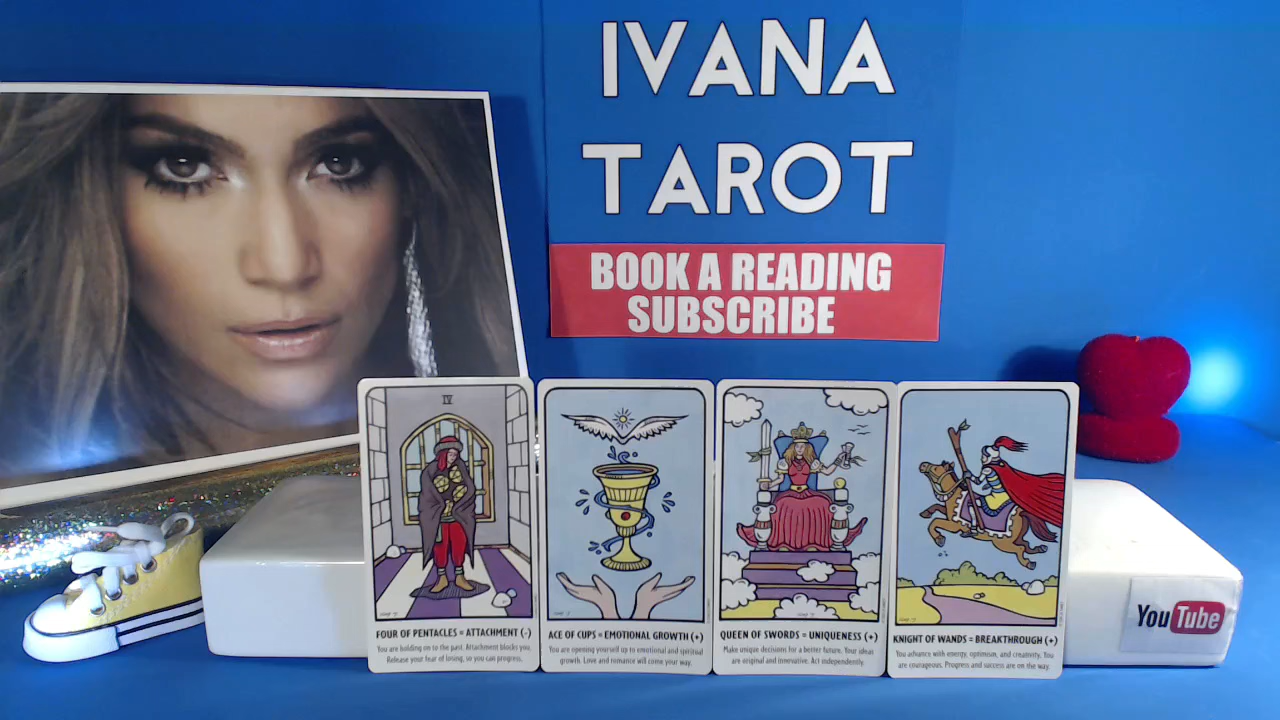 IVANA
TAROT
BOOK A READING
SUBSCRIBE
IV
FOUR OF PENTACLES = ATTACHMENT (-)
You are holding on to the past. Attachment blocks you.
Release your fear of losing, so you can progress.
ACE OF CUPS = EMOTIONAL GROWTH (+)
You are opening yourself up to emotional and spiritual
growth. Love and romance will come your way.
QUEEN OF SWORDS = UNIQUENESS (+)
Make unique decisions for a better future. Your ideas
are original and innovative. Act independently.
KNIGHT OF WANDS = BREAKTHROUGH (+)
You advance with energy, optimism, and creativity. You
are courageous. Progress and success are on the way.
YouTube